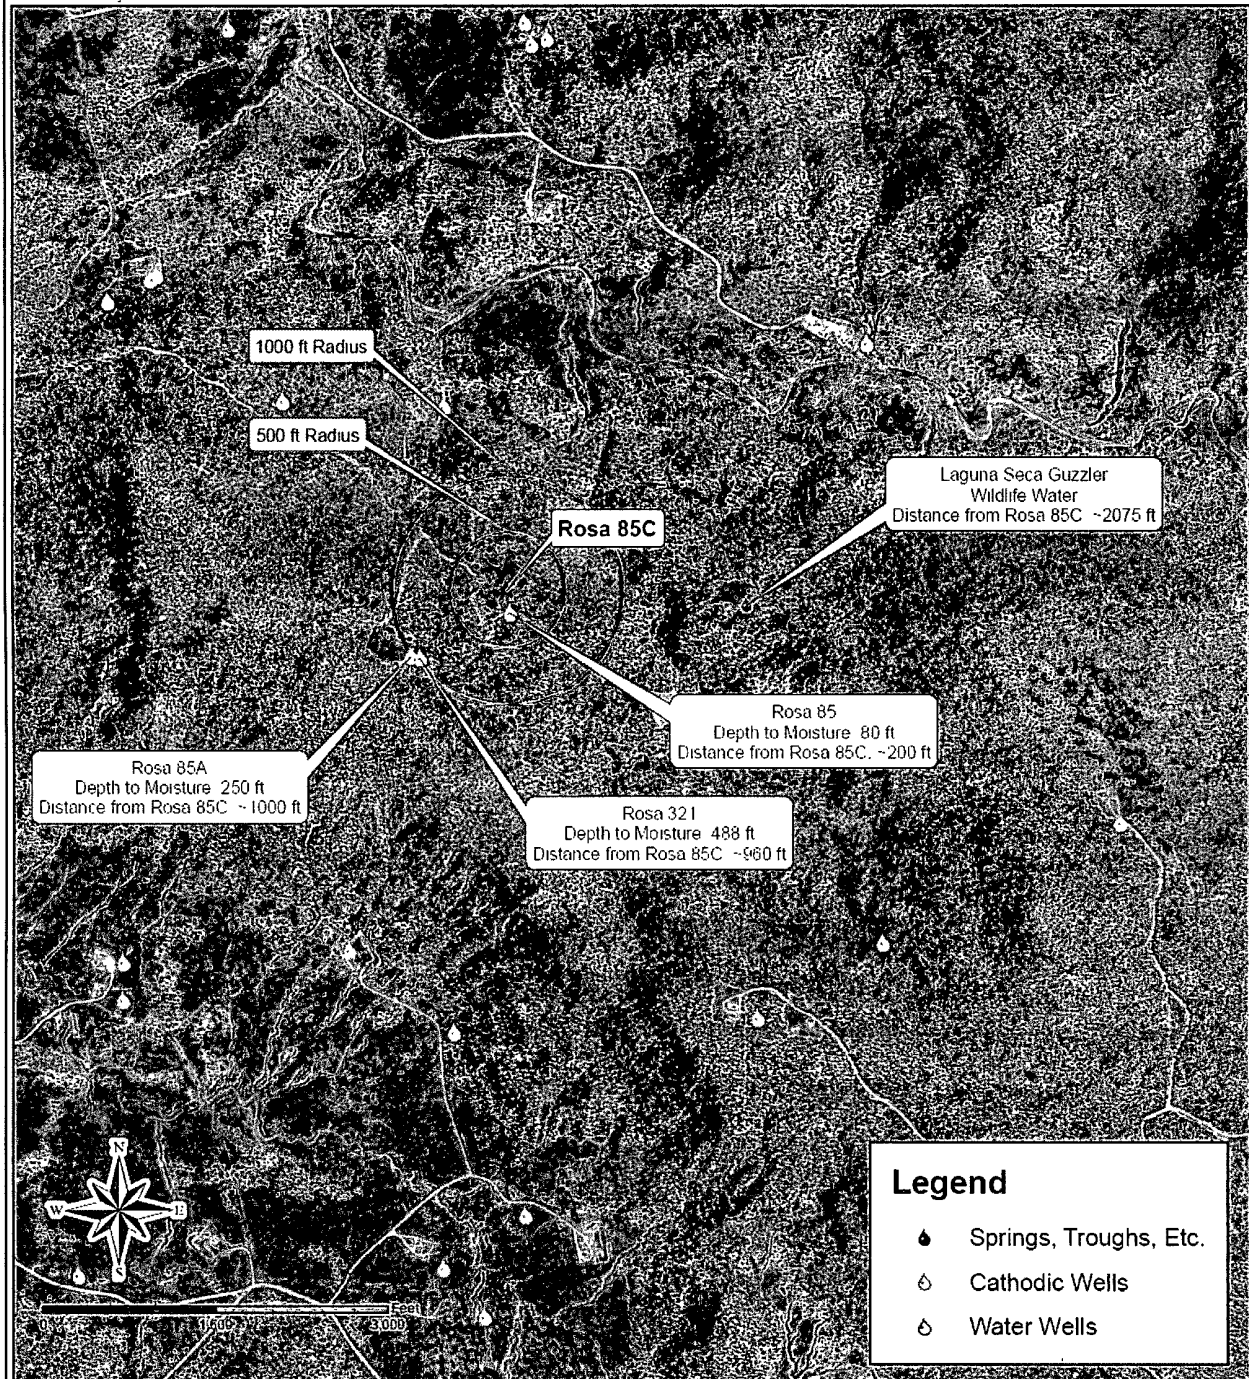 1000 ft Radius
500 ft Radius
Laguna Seca Guzzler
Wildlife Water
Distance from Rosa 85C ~2075 ft
Rosa 85C
Rosa 85
Depth to Moisture 80 ft
Distance from Rosa 85C. ~200 ft
Rosa 85A
Depth to Moisture 250 ft
Distance from Rosa 85C ~1000 ft
Rosa 321
Depth to Moisture 488 ft
Distance from Rosa 85C ~960 ft
N
W
E
S
Feet
0 3,000
Legend
Springs, Troughs, Etc.
Cathodic Wells
Water Wells